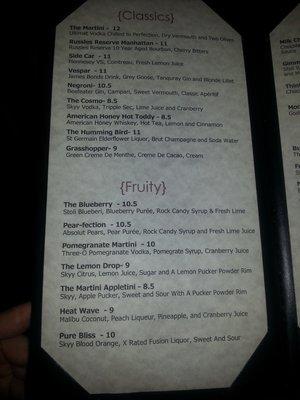 {Classics}
The Martini - 12
Ultimat Vodka Chilled to Perfection, Dry Vermouth and Two Olives
Russles Reserve Manhattan - 11
Russles Reserve 10 Year Aged Bourbon, Cherry Bitters
Side Car - 11
Hennessy VS, Cointreau, Fresh Lemon Juice
Vespar - 11
James Bonds Drink, Grey Goose, Tanquray Gin and Blonde Lillet
Negroni- 10.5
Beefeater Gin, Campari, Sweet Vermouth, Classic Aperitif
The Cosmo- 8.5
Skyy Vodka, Tripple Sec, Lime Juice and Cranberry
American Honey Hot Toddy - 8.5
American Honey Whiskey, Hot Tea, Lemon and Cinnamon
The Humming Bird- 11
St Germain Elderflower Liquor, Brut Champagne and Soda Water
Grasshopper- 9
Green Creme De Menthe, Creme De Cacao, Cream
{Fruity}
The Blueberry - 10.5
Stoli Blueberi, Blueberry Purée, Rock Candy Syrup & Fresh Lime
Pear-fection - 10.5
Absolut Pears, Pear Purée, Rock Candy Syrup and Fresh Lime Juice
Pomegranate Martini - 10
Three-O Pomegranate Vodka, Pomegrate Syrup, Cranberry Juice
The Lemon Drop- 9
Skyy Citrus, Lemon Juice, Sugar and A Lemon Pucker Powder Rim
The Martini Appletini - 8.5
Skyy, Apple Pucker, Sweet and Sour With A Pucker Powder Rim
Heat Wave - 9
Malibu Coconut, Peach Liqueur, Pineapple, and Cranberry Juice
Pure Bliss - 10
Skyy Blood Orange, X Rated Fusion Liquor, Sweet And Sour